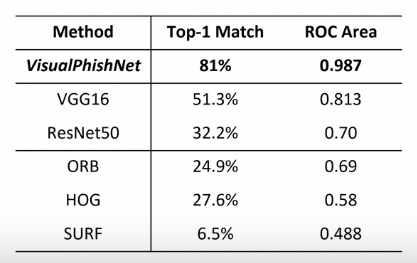 Method Top-1 Match ROC Area
VisualPhishNet 81% 0.987
VGG16 51.3% 0.813
ResNet50 32.2% 0.70
ORB 24.9% 0.69
HOG 27.6% 0.58
SURF 6.5% 0.488